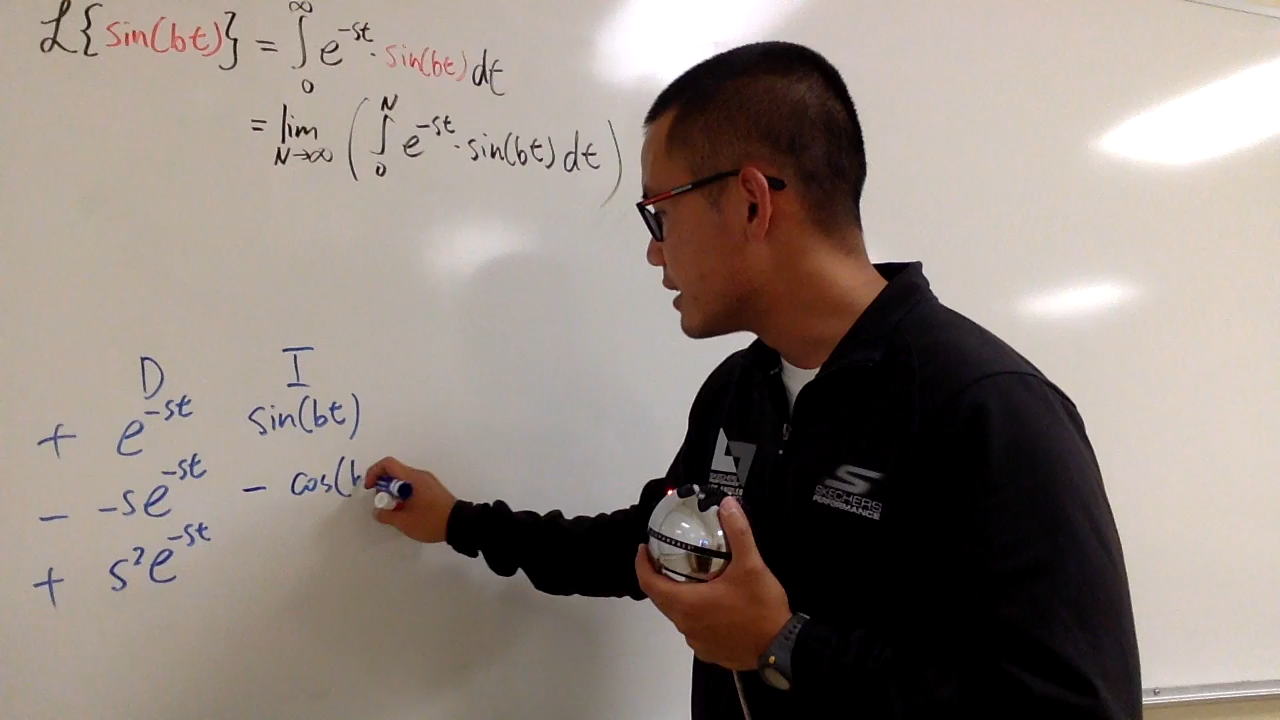 ℒ{sin(bt)} = ∫₀^∞ e^(-st) · sin(bt) dt
= lim N→∞ ( ∫₀^N e^(-st) · sin(bt) dt )
D I
+ e^(-st) sin(bt)
- -se^(-st) - cos(b
+ s²e^(-st)
SKECHERS
PERFORMANCE